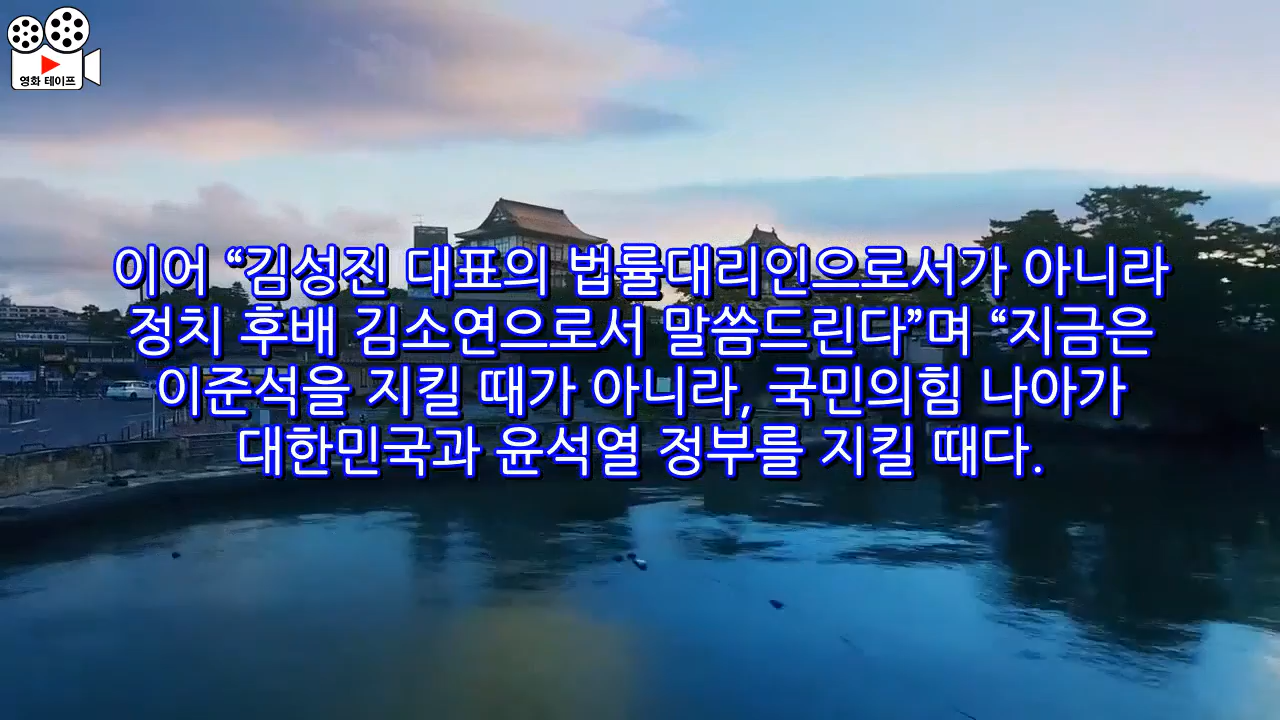 영화 테이프
이어 “김성진 대표의 법률대리인으로서가 아니라
정치 후배 김소연으로서 말씀드린다”며 “지금은
이준석을 지킬 때가 아니라, 국민의힘 나아가
대한민국과 윤석열 정부를 지킬 때다.